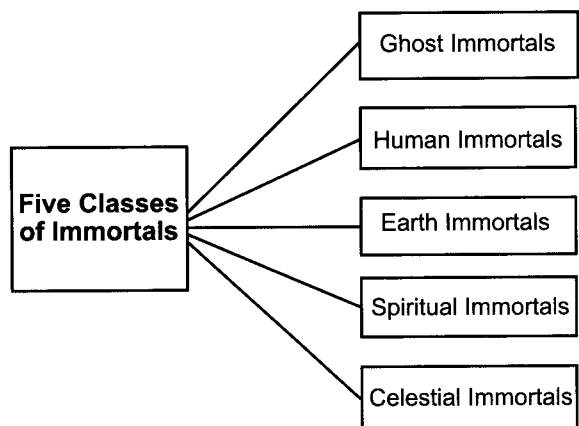 Five Classes
of Immortals
Ghost Immortals
Human Immortals
Earth Immortals
Spiritual Immortals
Celestial Immortals